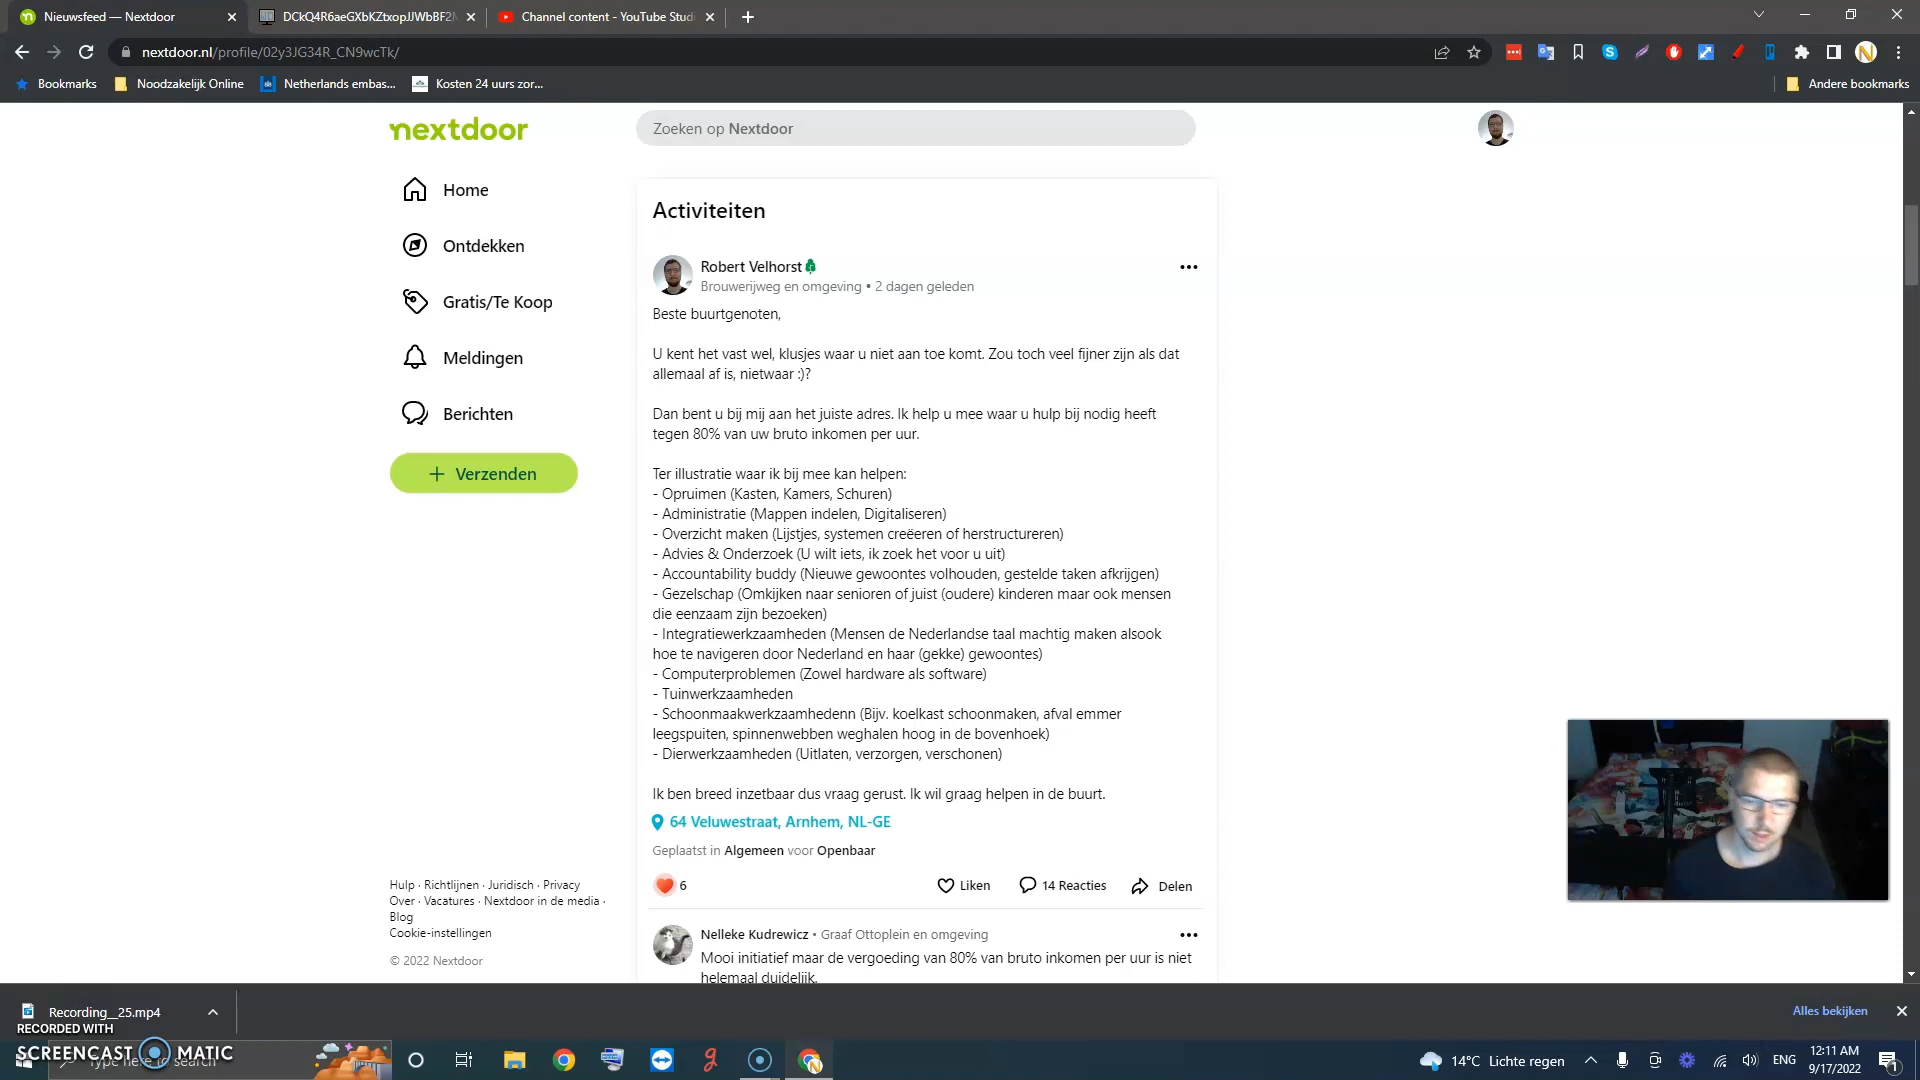 Nieuwsfeed — Nextdoor
DCkQ4R6aeGXbKZtxopJJWbBF2
Channel content - YouTube Studi
nextdoor.nl/profile/02y3JG34R_CN9wcTk/
Bookmarks
Noodzakelijk Online
Netherlands embas...
Kosten 24 uurs zor...
Andere bookmarks
nextdoor
Zoeken op Nextdoor
Home
Ontdekken
Gratis/Te Koop
Meldingen
Berichten
+ Verzenden
Activiteiten
Robert Velhorst
Brouwerijweg en omgeving • 2 dagen geleden
Beste buurtgenoten,
U kent het vast wel, klusjes waar u niet aan toe komt. Zou toch veel fijner zijn als dat
allemaal af is, nietwaar :)?
Dan bent u bij mij aan het juiste adres. Ik help u mee waar u hulp bij nodig heeft
tegen 80% van uw bruto inkomen per uur.
Ter illustratie waar ik bij mee kan helpen:
- Opruimen (Kasten, Kamers, Schuren)
- Administratie (Mappen indelen, Digitaliseren)
- Overzicht maken (Lijstjes, systemen creëeren of herstructureren)
- Advies & Onderzoek (U wilt iets, ik zoek het voor u uit)
- Accountability buddy (Nieuwe gewoontes volhouden, gestelde taken afkrijgen)
- Gezelschap (Omkijken naar senioren of juist (oudere) kinderen maar ook mensen
die eenzaam zijn bezoeken)
- Integratiewerkzaamheden (Mensen de Nederlandse taal machtig maken alsook
hoe te navigeren door Nederland en haar (gekke) gewoontes)
- Computerproblemen (Zowel hardware als software)
- Tuinwerkzaamheden
- Schoonmaakwerkzaamhedenn (Bijv. koelkast schoonmaken, afval emmer
leegspuiten, spinnenwebben weghalen hoog in de bovenhoek)
- Dierwerkzaamheden (Uitlaten, verzorgen, verschonen)
Ik ben breed inzetbaar dus vraag gerust. Ik wil graag helpen in de buurt.
64 Veluwestraat, Arnhem, NL-GE
Geplaatst in Algemeen voor Openbaar
6
Liken
14 Reacties
Delen
Nelleke Kudrewicz • Graaf Ottoplein en omgeving
Mooi initiatief maar de vergoeding van 80% van bruto inkomen per uur is niet
helemaal duidelijk.
Hulp · Richtlijnen · Juridisch · Privacy
Over · Vacatures · Nextdoor in de media ·
Blog
Cookie-instellingen
© 2022 Nextdoor
Recording_25.mp4
Alles bekijken
RECORDED WITH
SCREENCAST MATIC
Type here to search
14°C Lichte regen
ENG
12:11 AM
9/17/2022
1